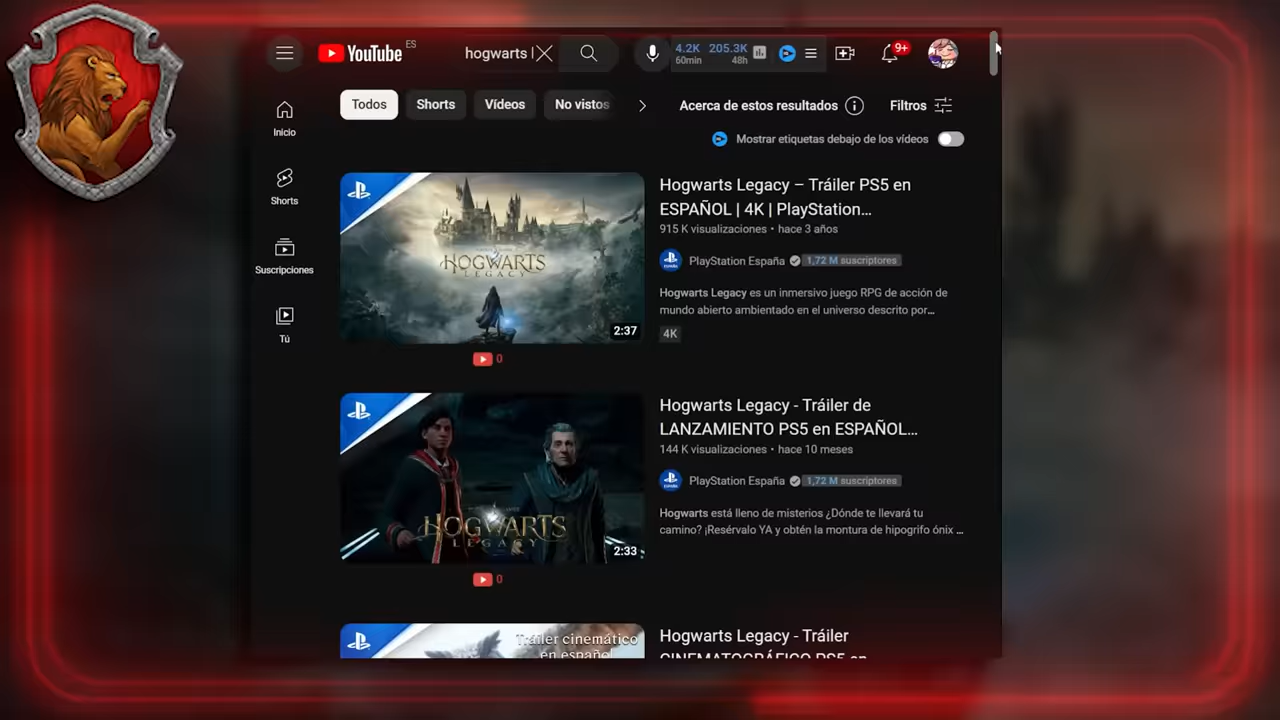 YouTube ES
hogwarts l
4.2K 205.3K
60min 48h
9+
Inicio
Shorts
Suscripciones
Tú
Todos Shorts Vídeos No vistos
Acerca de estos resultados Filtros
Mostrar etiquetas debajo de los vídeos
HOGWARTS
LEGACY
2:37
0
Hogwarts Legacy – Tráiler PS5 en
ESPAÑOL | 4K | PlayStation…
915 K visualizaciones • hace 3 años
PlayStation España 1,72 M suscriptores
Hogwarts Legacy es un inmersivo juego RPG de acción de
mundo abierto ambientado en el universo descrito por…
4K
HOGWARTS
LEGACY
2:33
0
Hogwarts Legacy - Tráiler de
LANZAMIENTO PS5 en ESPAÑOL…
144 K visualizaciones • hace 10 meses
PlayStation España 1,72 M suscriptores
Hogwarts está lleno de misterios ¿Dónde te llevará tu
camino? ¡Resérvalo YA y obtén la montura de hipogrifo ónix …
Tráiler cinemático
en español
Hogwarts Legacy - Tráiler
CINEMATOGRÁFICO PS5 en